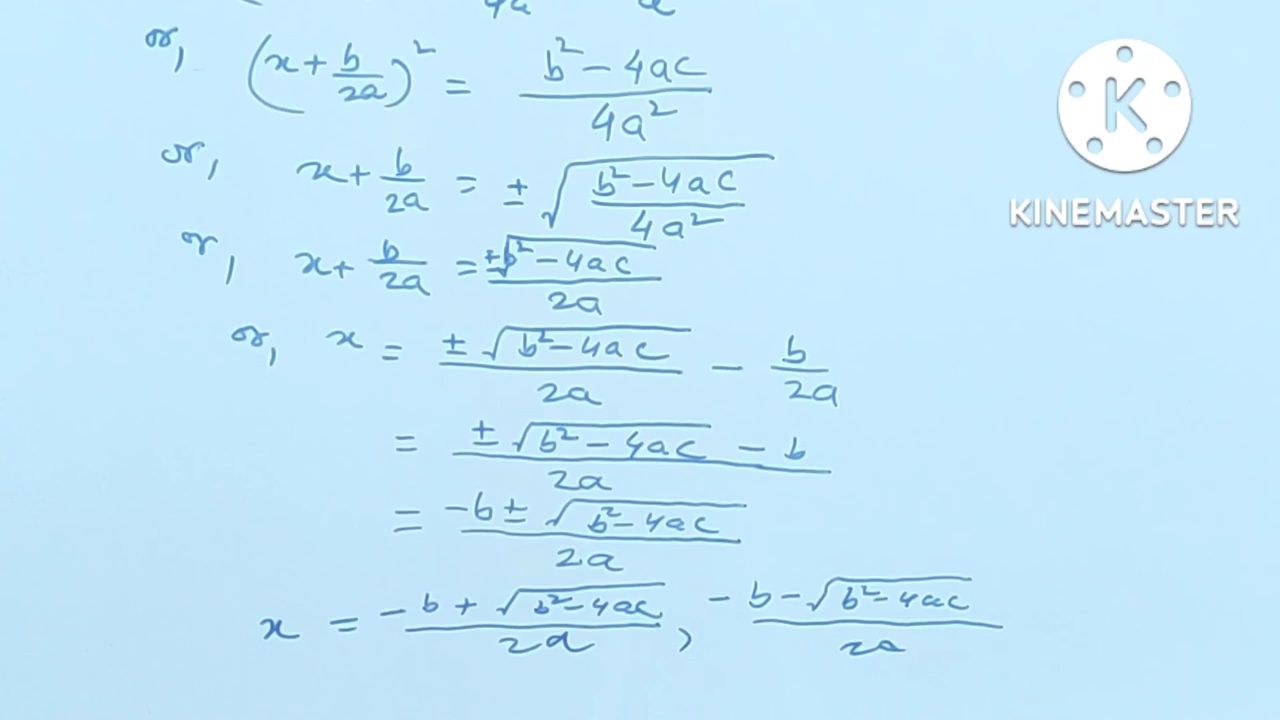 4a a
or, (x + b/2a)² = b² - 4ac / 4a²
or, x + b/2a = ± √(b² - 4ac / 4a²)
or, x + b/2a = ±√(b² - 4ac) / 2a
or, x = ± √(b² - 4ac) / 2a - b/2a
= ± √(b² - 4ac) - b / 2a
= -b ± √(b² - 4ac) / 2a
x = -b + √(b² - 4ac) / 2a , -b - √(b² - 4ac) / 2a
KINEMASTER